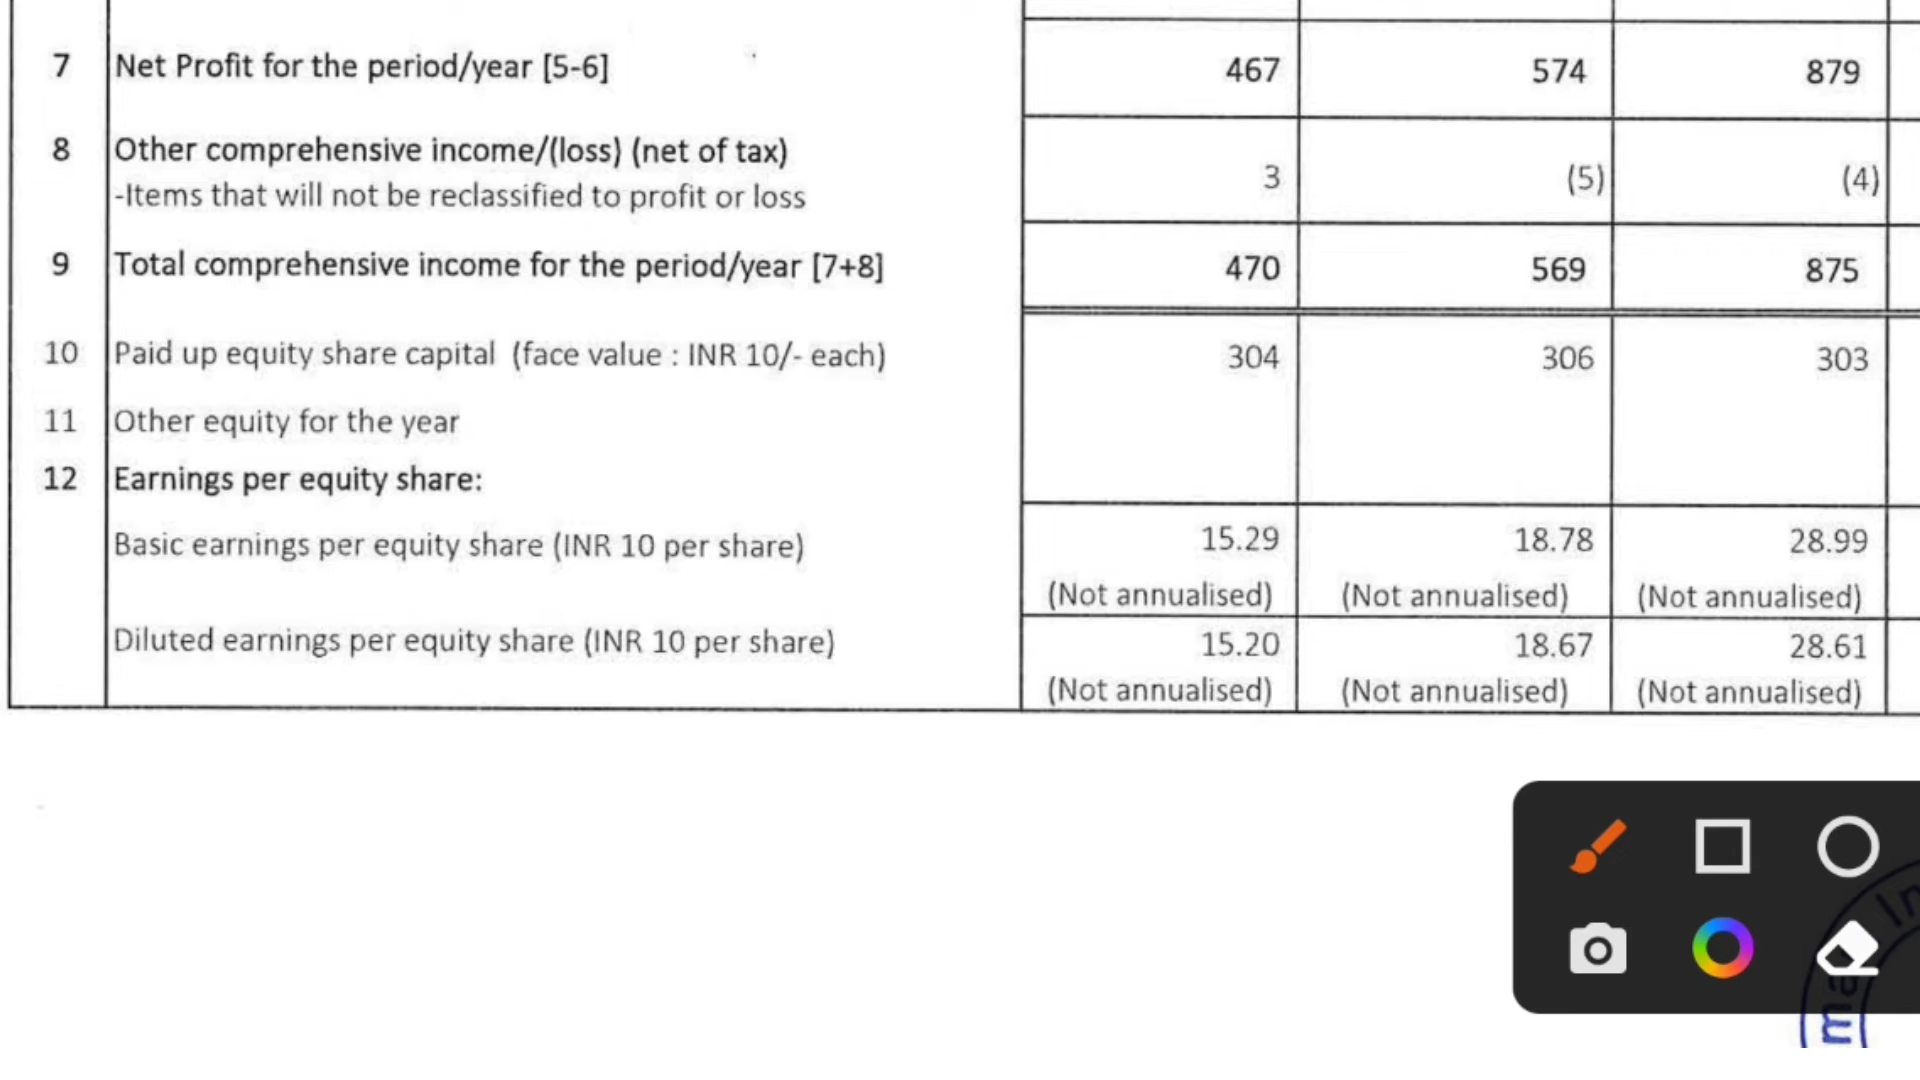 7 Net Profit for the period/year [5-6] 467 574 879
8 Other comprehensive income/(loss) (net of tax)
-Items that will not be reclassified to profit or loss 3 (5) (4)
9 Total comprehensive income for the period/year [7+8] 470 569 875
10 Paid up equity share capital (face value : INR 10/- each) 304 306 303
11 Other equity for the year
12 Earnings per equity share:
Basic earnings per equity share (INR 10 per share) 15.29 18.78 28.99
(Not annualised) (Not annualised) (Not annualised)
Diluted earnings per equity share (INR 10 per share) 15.20 18.67 28.61
(Not annualised) (Not annualised) (Not annualised)